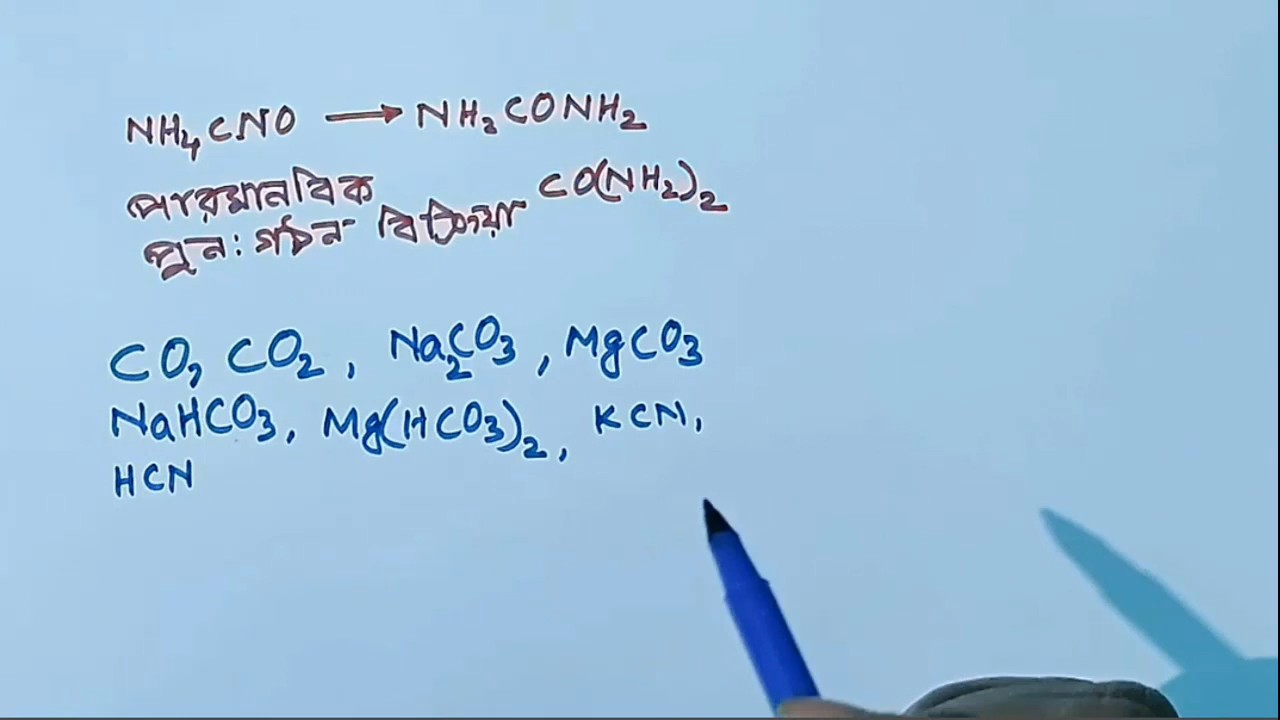 NH₄CNO → NH₂CONH₂
পারমানবিক CO(NH₂)₂
পুন:গঠন বিক্রিয়া
CO, CO₂, Na₂CO₃, MgCO₃
NaHCO₃, Mg(HCO₃)₂, KCN,
HCN